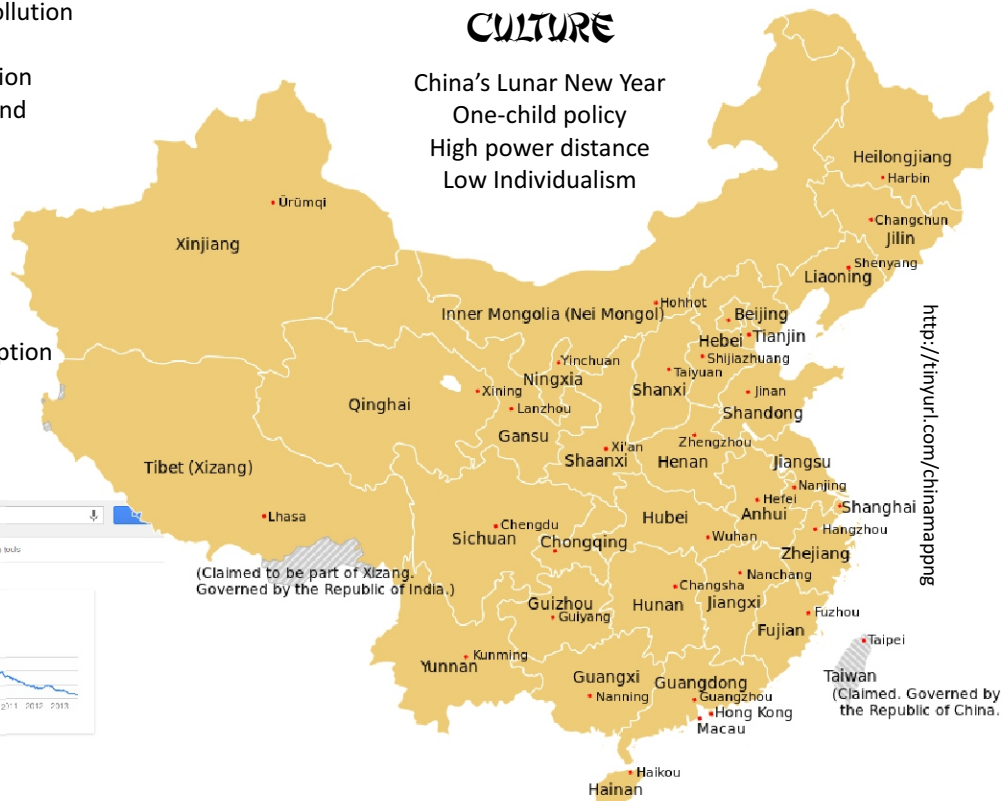 ollution
ion
nd
ption
tools
2011 2012 2013
CULTURE
China's Lunar New Year
One-child policy
High power distance
Low Individualism
Heilongjiang
Harbin
Changchun
Jilin
Shenyang
Liaoning
Ürümqi
Xinjiang
Hohhot
Inner Mongolia (Nei Mongol)
Beijing
Hebei
Tianjin
Shijiazhuang
Yinchuan
Ningxia
Taiyuan
Shanxi
Jinan
Shandong
Qinghai
Xining
Lanzhou
Gansu
Xi'an
Shaanxi
Zhengzhou
Henan
Jiangsu
Nanjing
Tibet (Xizang)
Lhasa
Hefei
Anhui
Shanghai
Hangzhou
Zhejiang
Chengdu
Sichuan
Chongqing
Hubei
Wuhan
(Claimed to be part of Xizang.
Governed by the Republic of India.)
Changsha
Hunan
Nanchang
Jiangxi
Guizhou
Guiyang
Fuzhou
Fujian
Kunming
Yunnan
Guangxi
Nanning
Guangdong
Guangzhou
Hong Kong
Macau
Taipei
Taiwan
(Claimed. Governed by
the Republic of China.
Haikou
Hainan
http://tinyurl.com/chinamappng